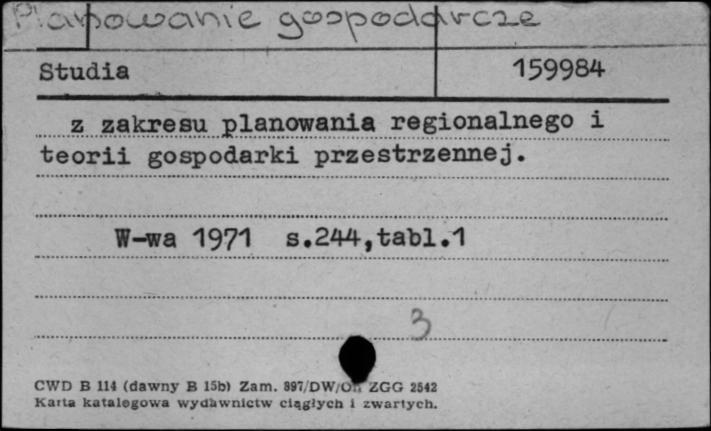 Planowanie gospodarcze
Studia 159984
z zakresu planowania regionalnego i
teorii gospodarki przestrzennej.
W-wa 1971 s.244,tabl.1
3
CWD B 114 (dawny B 15b) Zam. 897/DW/On ZGG 2542
Karta katalogowa wydawnictw ciągłych i zwartych.